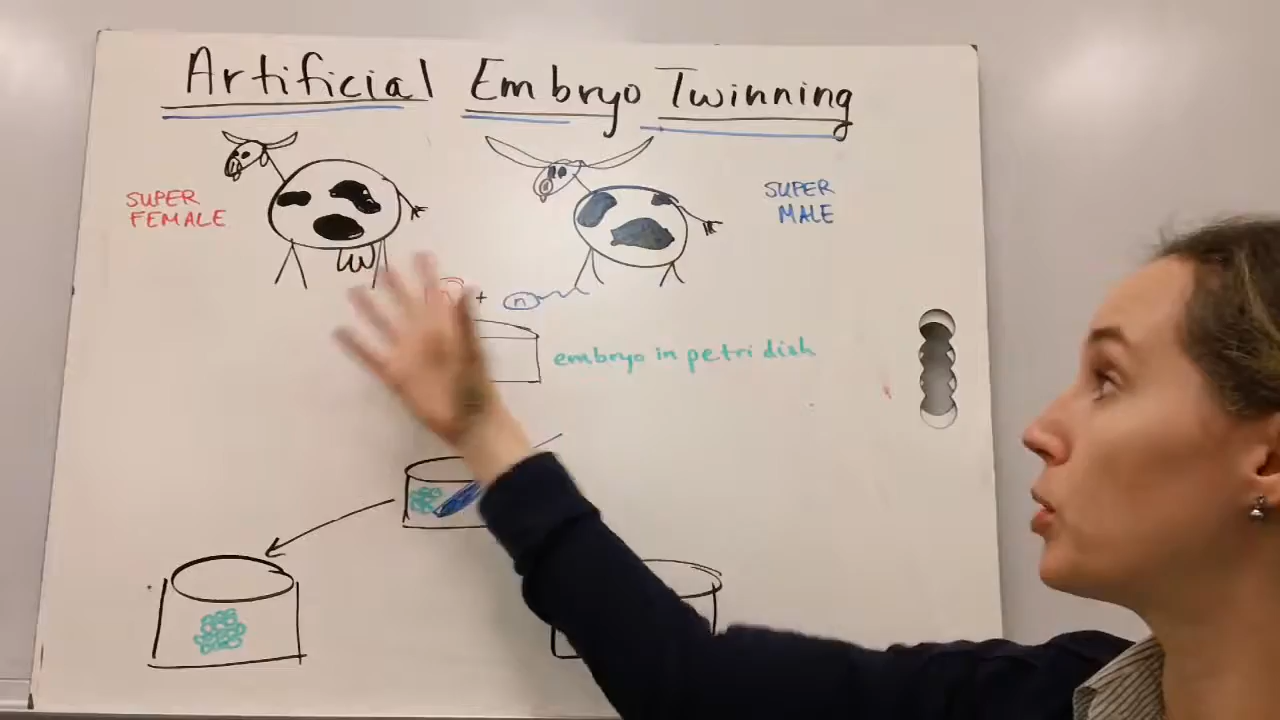 Artificial Embryo Twinning
SUPER
FEMALE
SUPER
MALE
+ n
embryo in petri dish